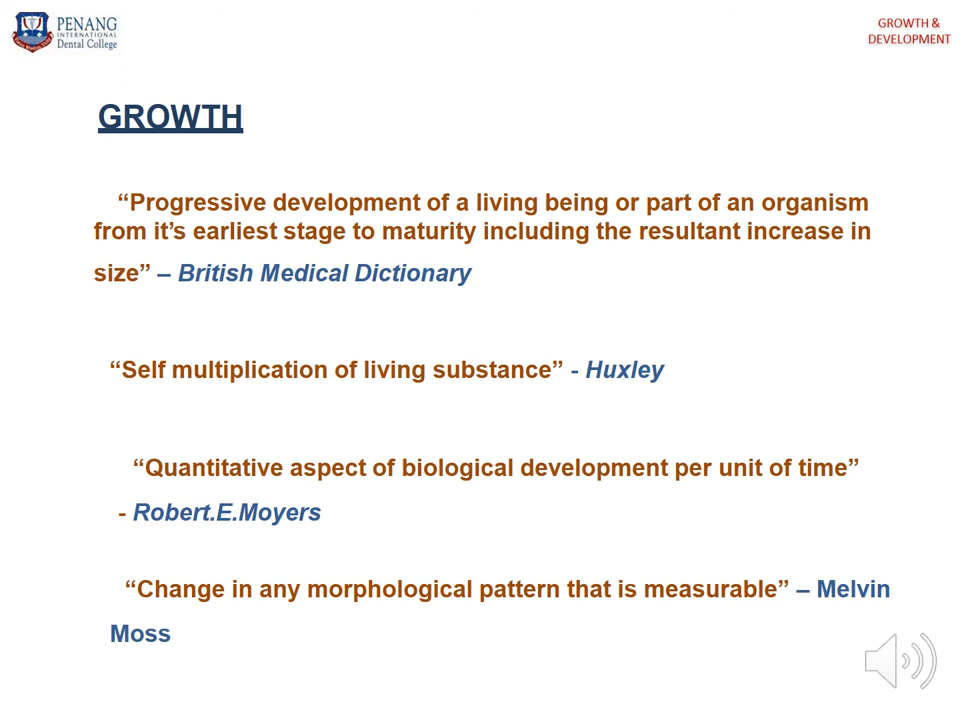 PENANG
INTERNATIONAL
Dental College
GROWTH &
DEVELOPMENT
GROWTH
“Progressive development of a living being or part of an organism
from it’s earliest stage to maturity including the resultant increase in
size” – British Medical Dictionary
“Self multiplication of living substance” - Huxley
“Quantitative aspect of biological development per unit of time”
- Robert.E.Moyers
“Change in any morphological pattern that is measurable” – Melvin
Moss